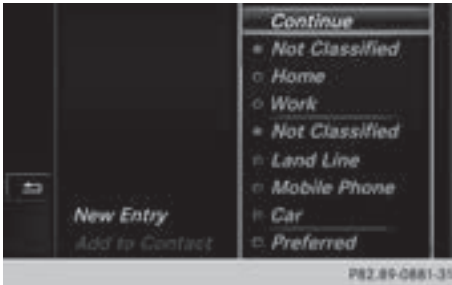 Continue
Not Classified
Home
Work
Not Classified
Land Line
Mobile Phone
Car
Preferred
New Entry
Add to Contact
P82.89-0881-31